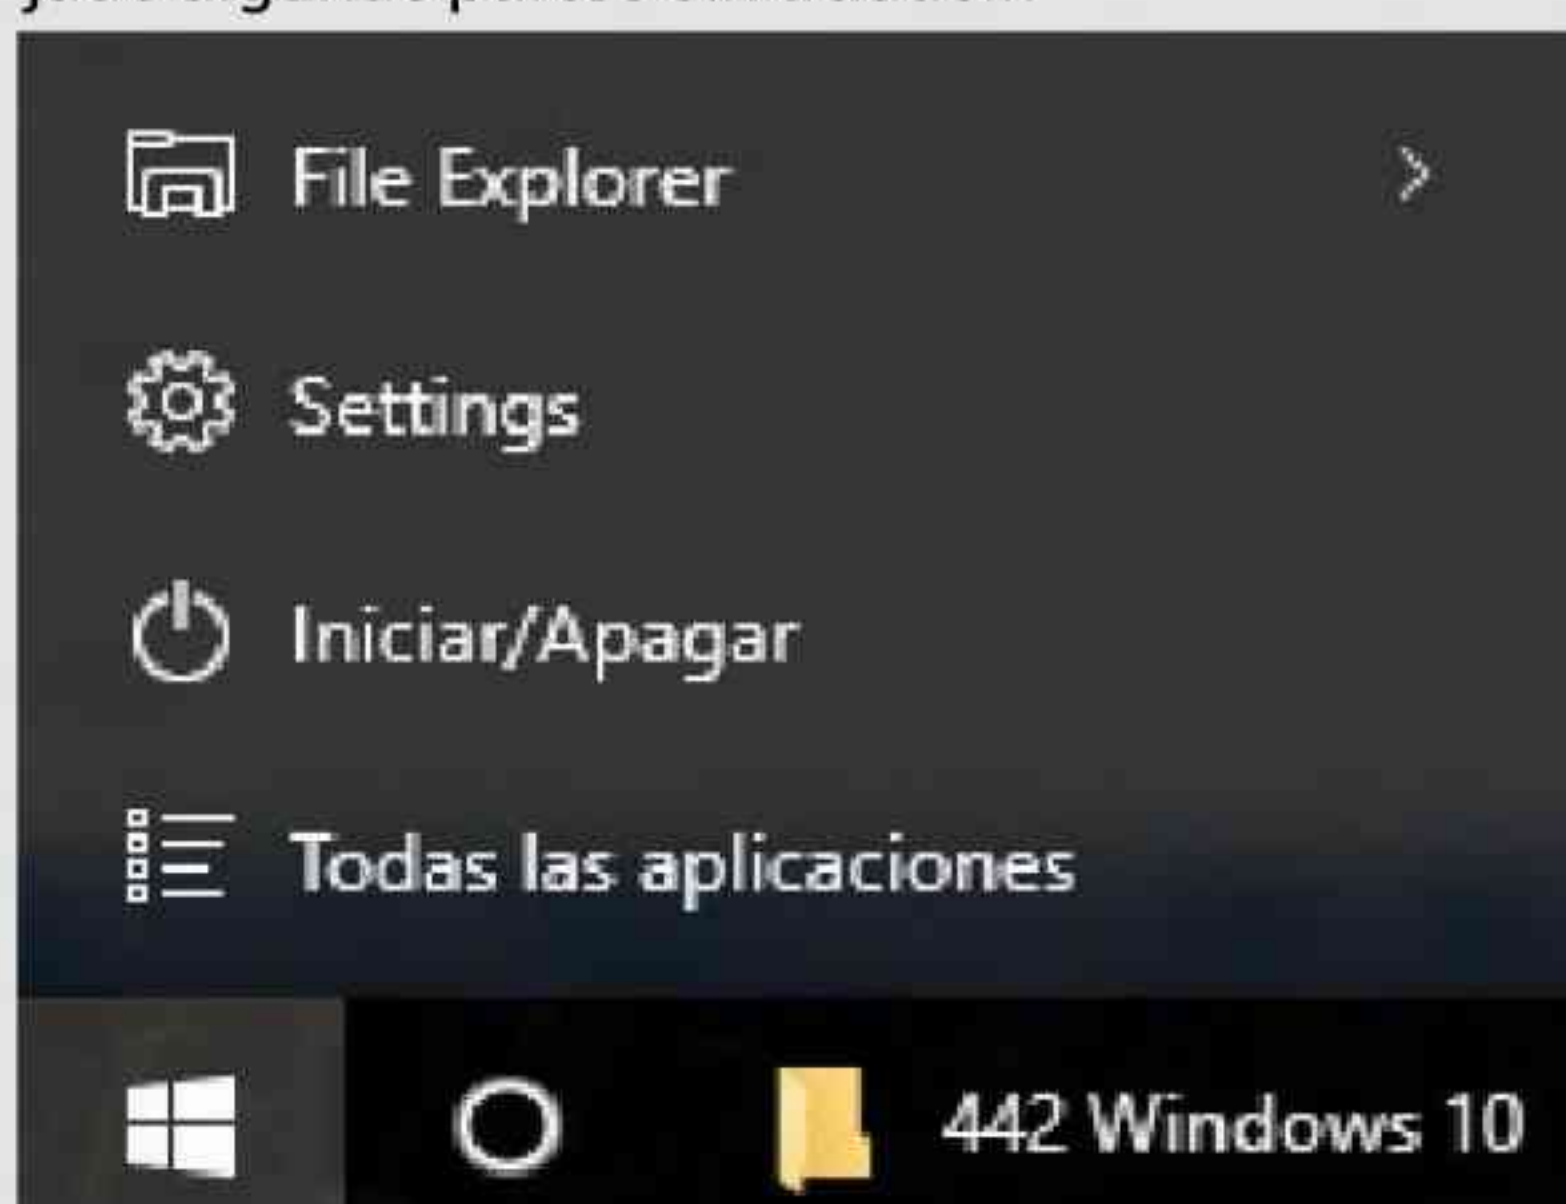 File Explorer
Settings
Iniciar/Apagar
Todas las aplicaciones
442 Windows 10